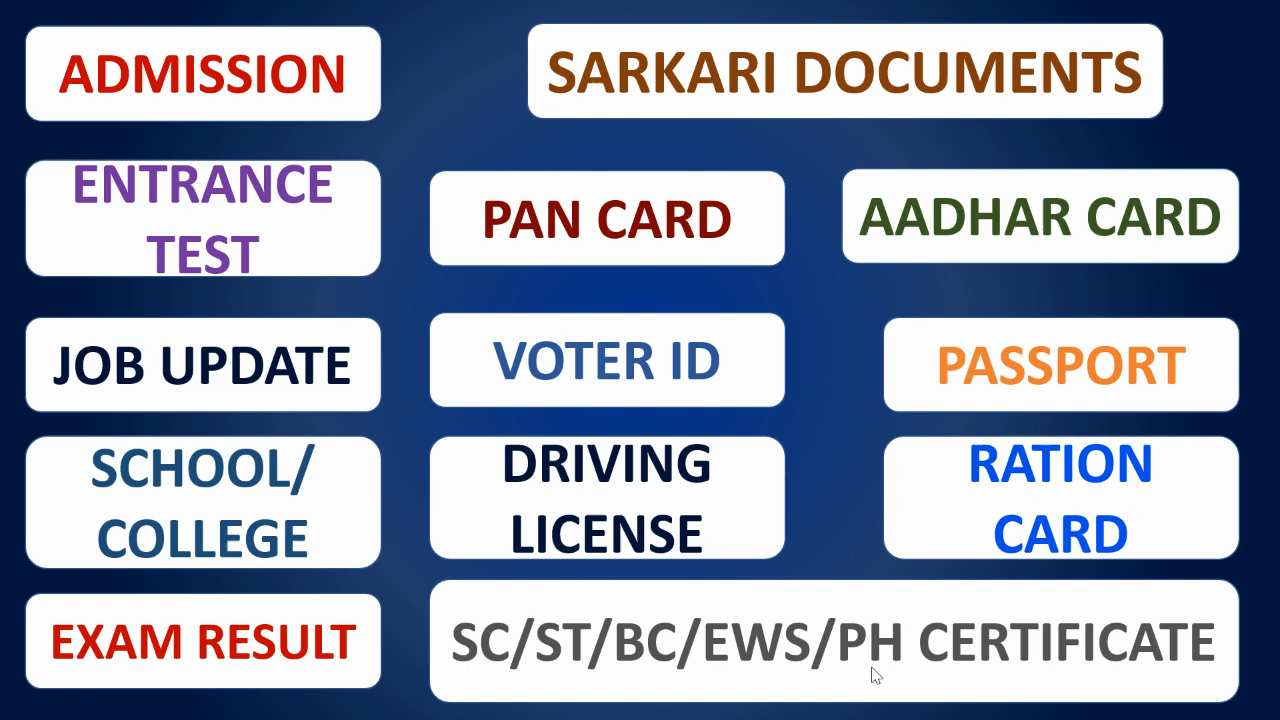 ADMISSION
SARKARI DOCUMENTS
ENTRANCE
TEST
PAN CARD
AADHAR CARD
JOB UPDATE
VOTER ID
PASSPORT
SCHOOL/
COLLEGE
DRIVING
LICENSE
RATION
CARD
EXAM RESULT
SC/ST/BC/EWS/PH CERTIFICATE